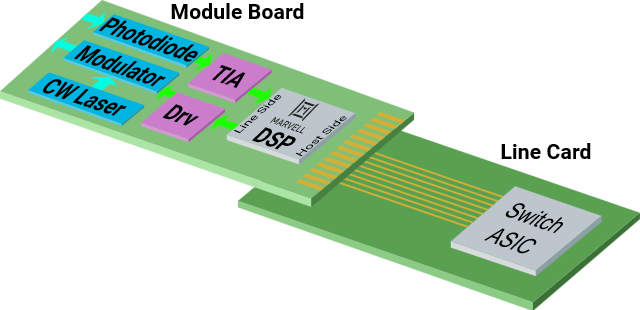 Module Board
Photodiode
Modulator
CW Laser
TIA
Drv
Line Side
MARVELL
DSP
Host Side
Line Card
Switch
ASIC